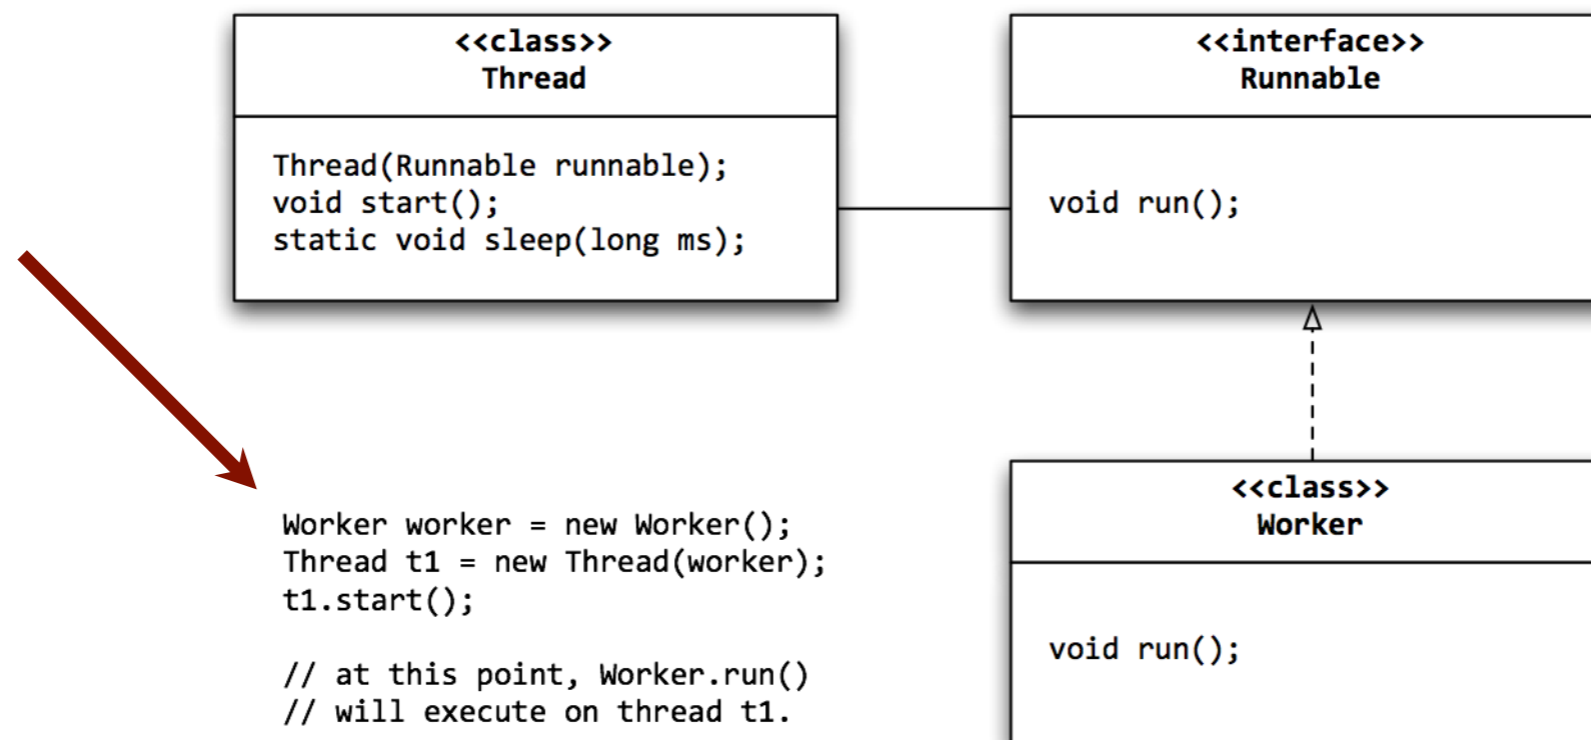 <<class>>
Thread
Thread(Runnable runnable);
void start();
static void sleep(long ms);
<<interface>>
Runnable
void run();
Worker worker = new Worker();
Thread t1 = new Thread(worker);
t1.start();
// at this point, Worker.run()
// will execute on thread t1.
<<class>>
Worker
void run();